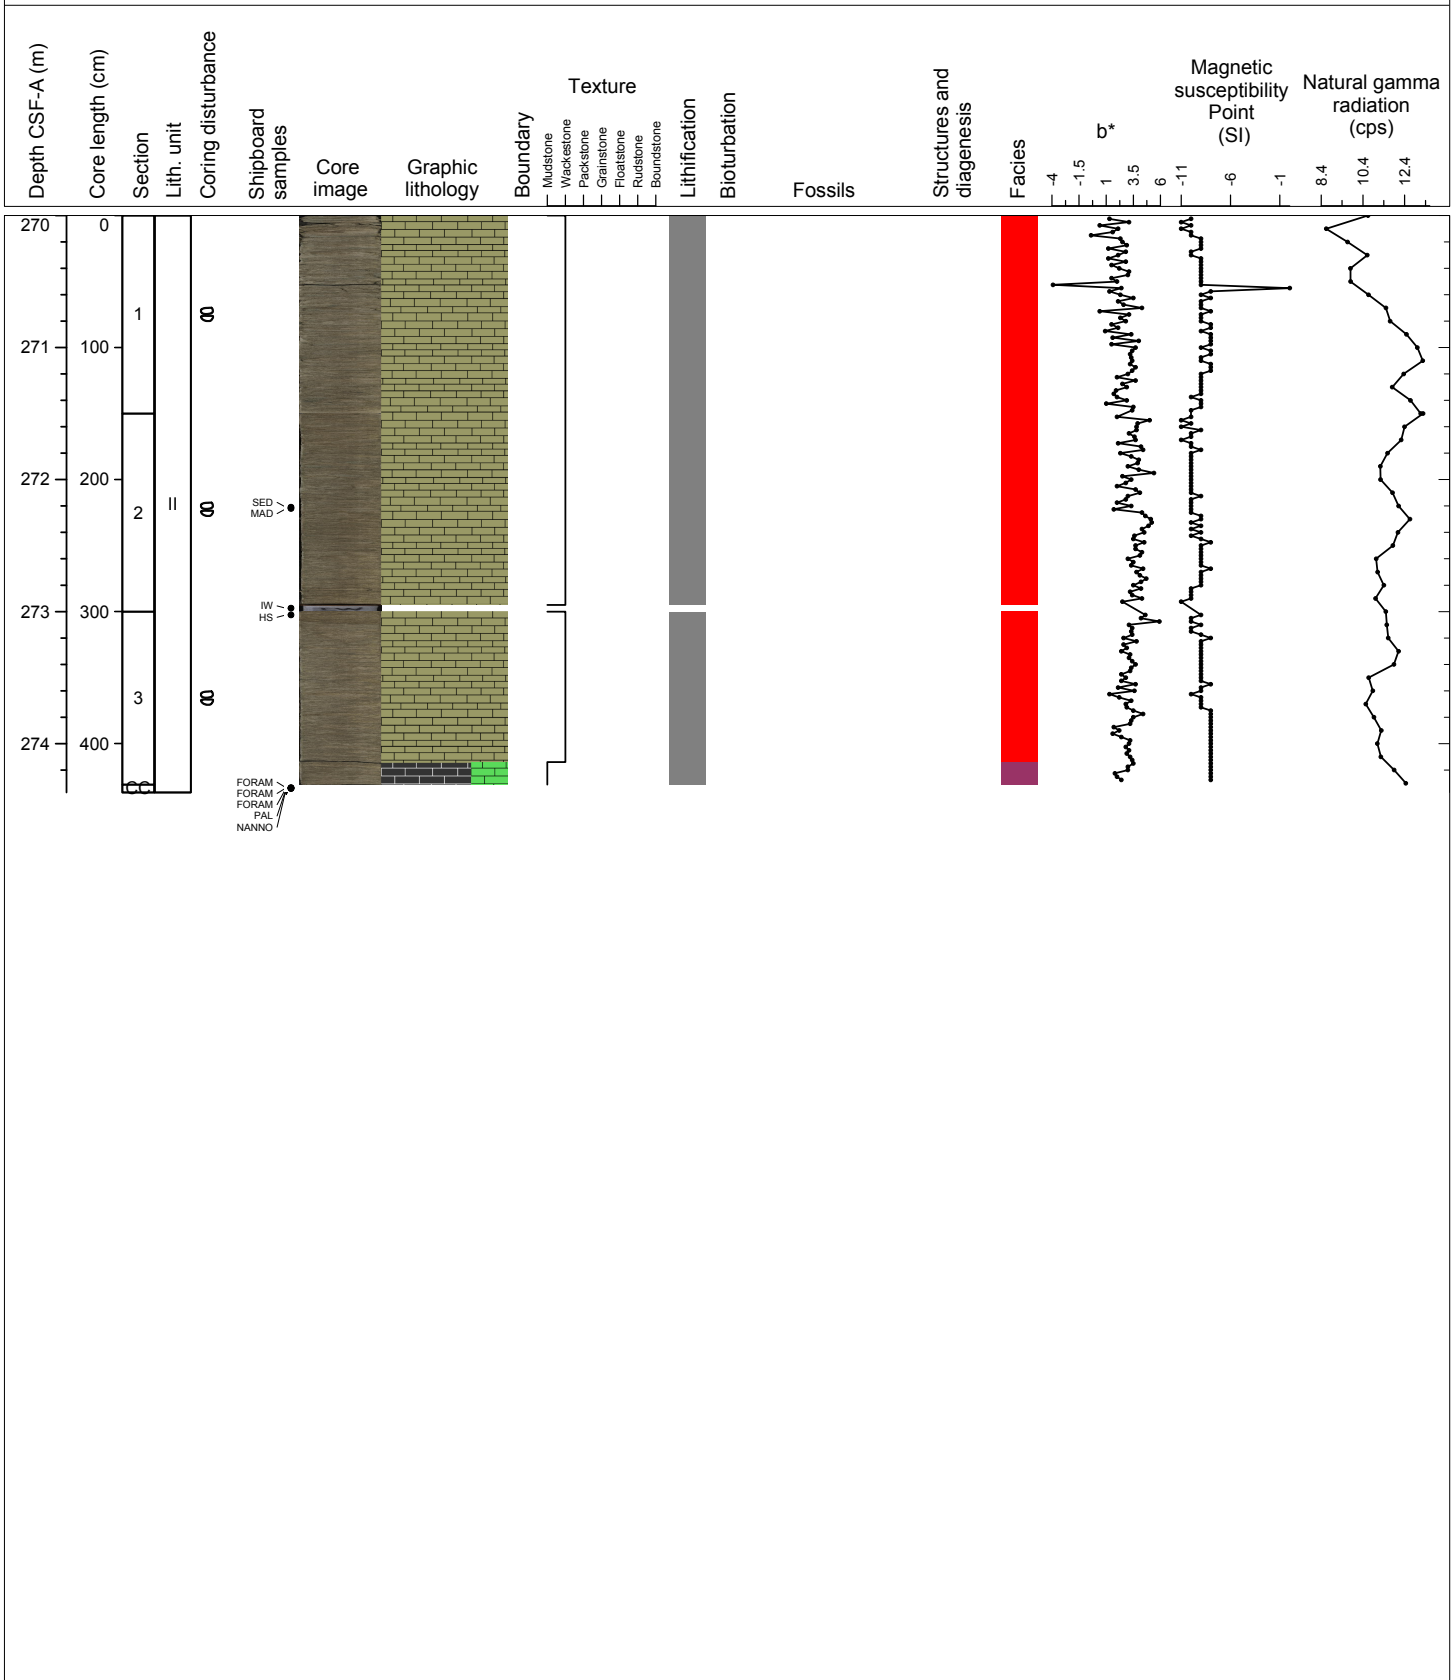 Depth CSF-A (m)
Core length (cm)
Section
Lith. unit
Coring disturbance
Shipboard
samples
Core
image
Graphic
lithology
Boundary
Texture
Mudstone
Wackestone
Packstone
Grainstone
Floatstone
Rudstone
Boundstone
Lithification
Bioturbation
Fossils
Structures and
diagenesis
Facies
b*
-4 -1.5 1 3.5 6
Magnetic
susceptibility
Point
(SI)
-11 -6 -1
Natural gamma
radiation
(cps)
8.4 10.4 12.4
270 0
1
271 100
272 200
SED
MAD
2
II
IW
HS
273 300
3
274 400
CC
FORAM
FORAM
FORAM
PAL
NANNO